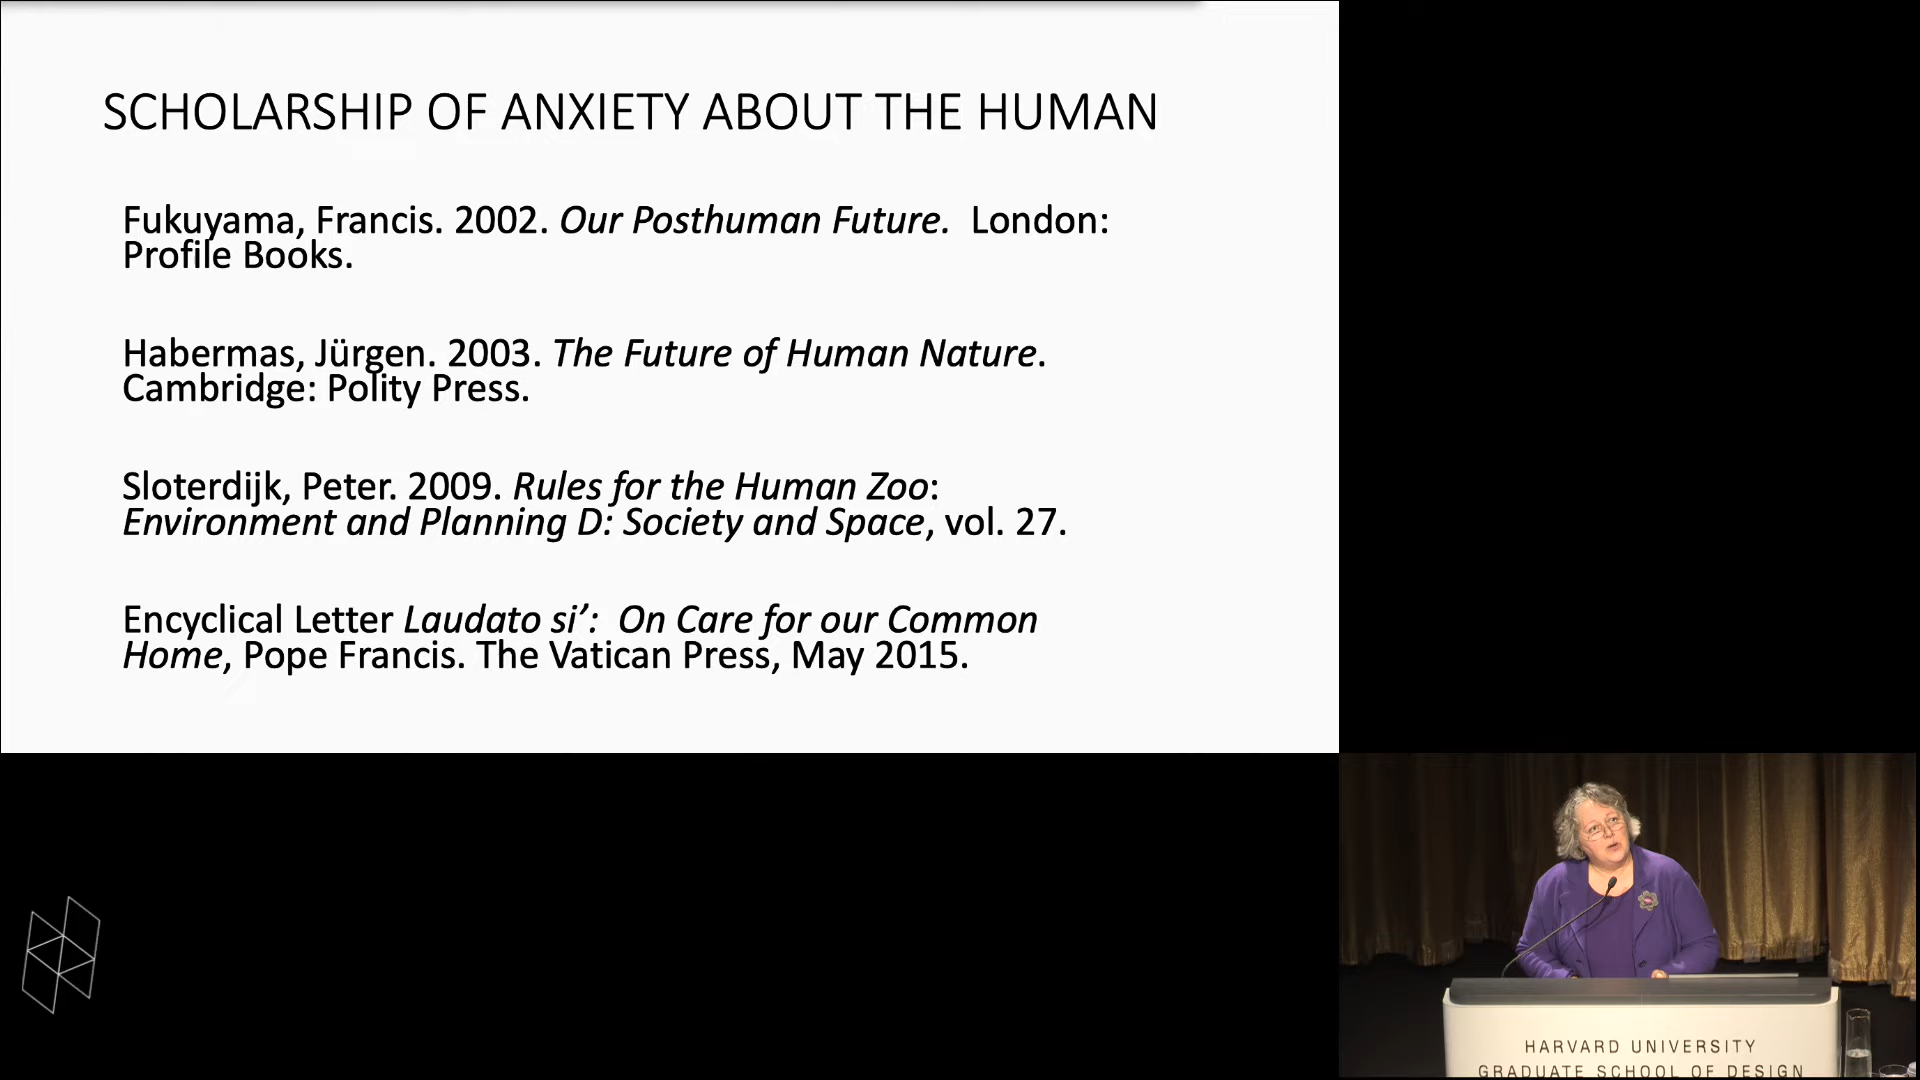 SCHOLARSHIP OF ANXIETY ABOUT THE HUMAN
Fukuyama, Francis. 2002. Our Posthuman Future.  London:
Profile Books.
Habermas, Jürgen. 2003. The Future of Human Nature.
Cambridge: Polity Press.
Sloterdijk, Peter. 2009. Rules for the Human Zoo:
Environment and Planning D: Society and Space, vol. 27.
Encyclical Letter Laudato si’:  On Care for our Common
Home, Pope Francis. The Vatican Press, May 2015.
HARVARD UNIVERSITY
GRADUATE SCHOOL OF DESIGN